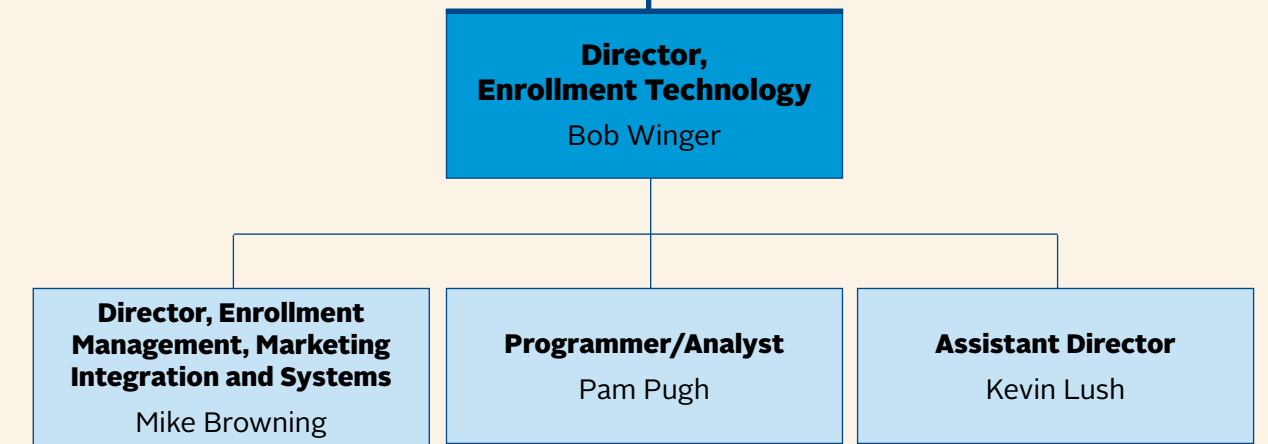 Director,
Enrollment Technology
Bob Winger
Director, Enrollment
Management, Marketing
Integration and Systems
Mike Browning
Programmer/Analyst
Pam Pugh
Assistant Director
Kevin Lush